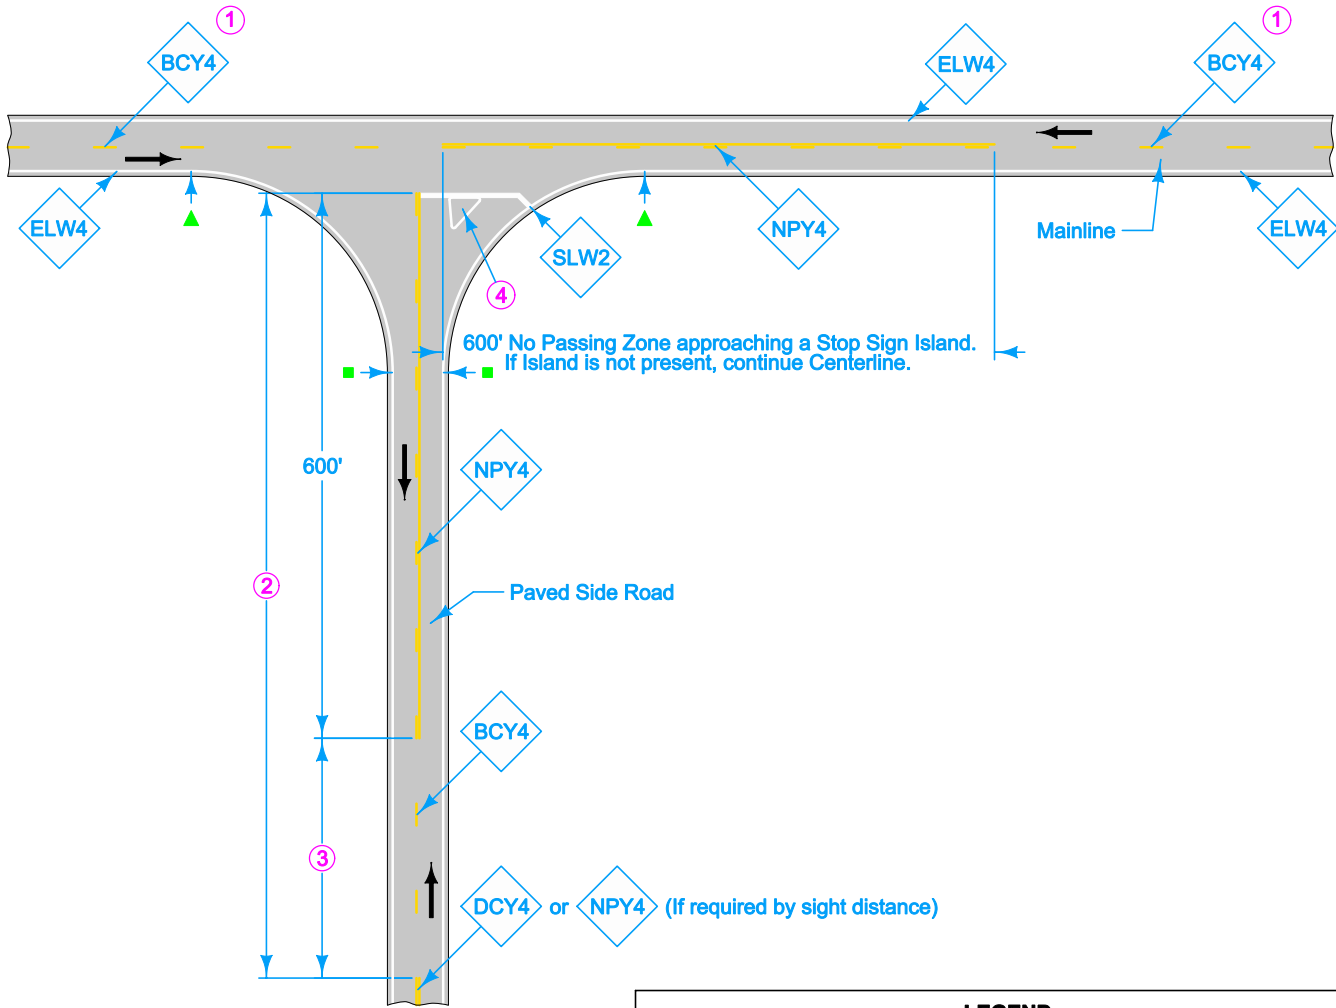 1
1
BCY4
ELW4
BCY4
ELW4
SLW2
NPY4
Mainline
ELW4
4
600' No Passing Zone approaching a Stop Sign Island.
If Island is not present, continue Centerline.
600'
NPY4
2
Paved Side Road
BCY4
3
DCY4 or NPY4 (If required by sight distance)